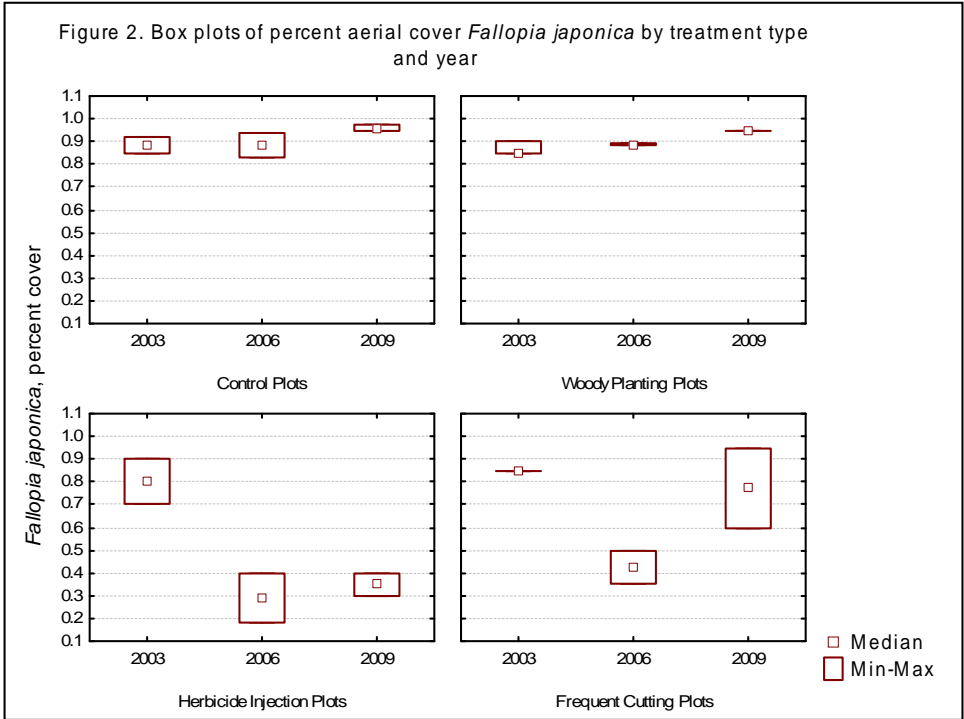 Figure 2. Box plots of percent aerial cover Fallopia japonica by treatment type
and year
Fallopia japonica, percent cover
1.1
1.0
0.9
0.8
0.7
0.6
0.5
0.4
0.3
0.2
0.1
2003 2006 2009
Control Plots
2003 2006 2009
Woody Planting Plots
1.1
1.0
0.9
0.8
0.7
0.6
0.5
0.4
0.3
0.2
0.1
2003 2006 2009
Herbicide Injection Plots
2003 2006 2009
Frequent Cutting Plots
Median
Min-Max